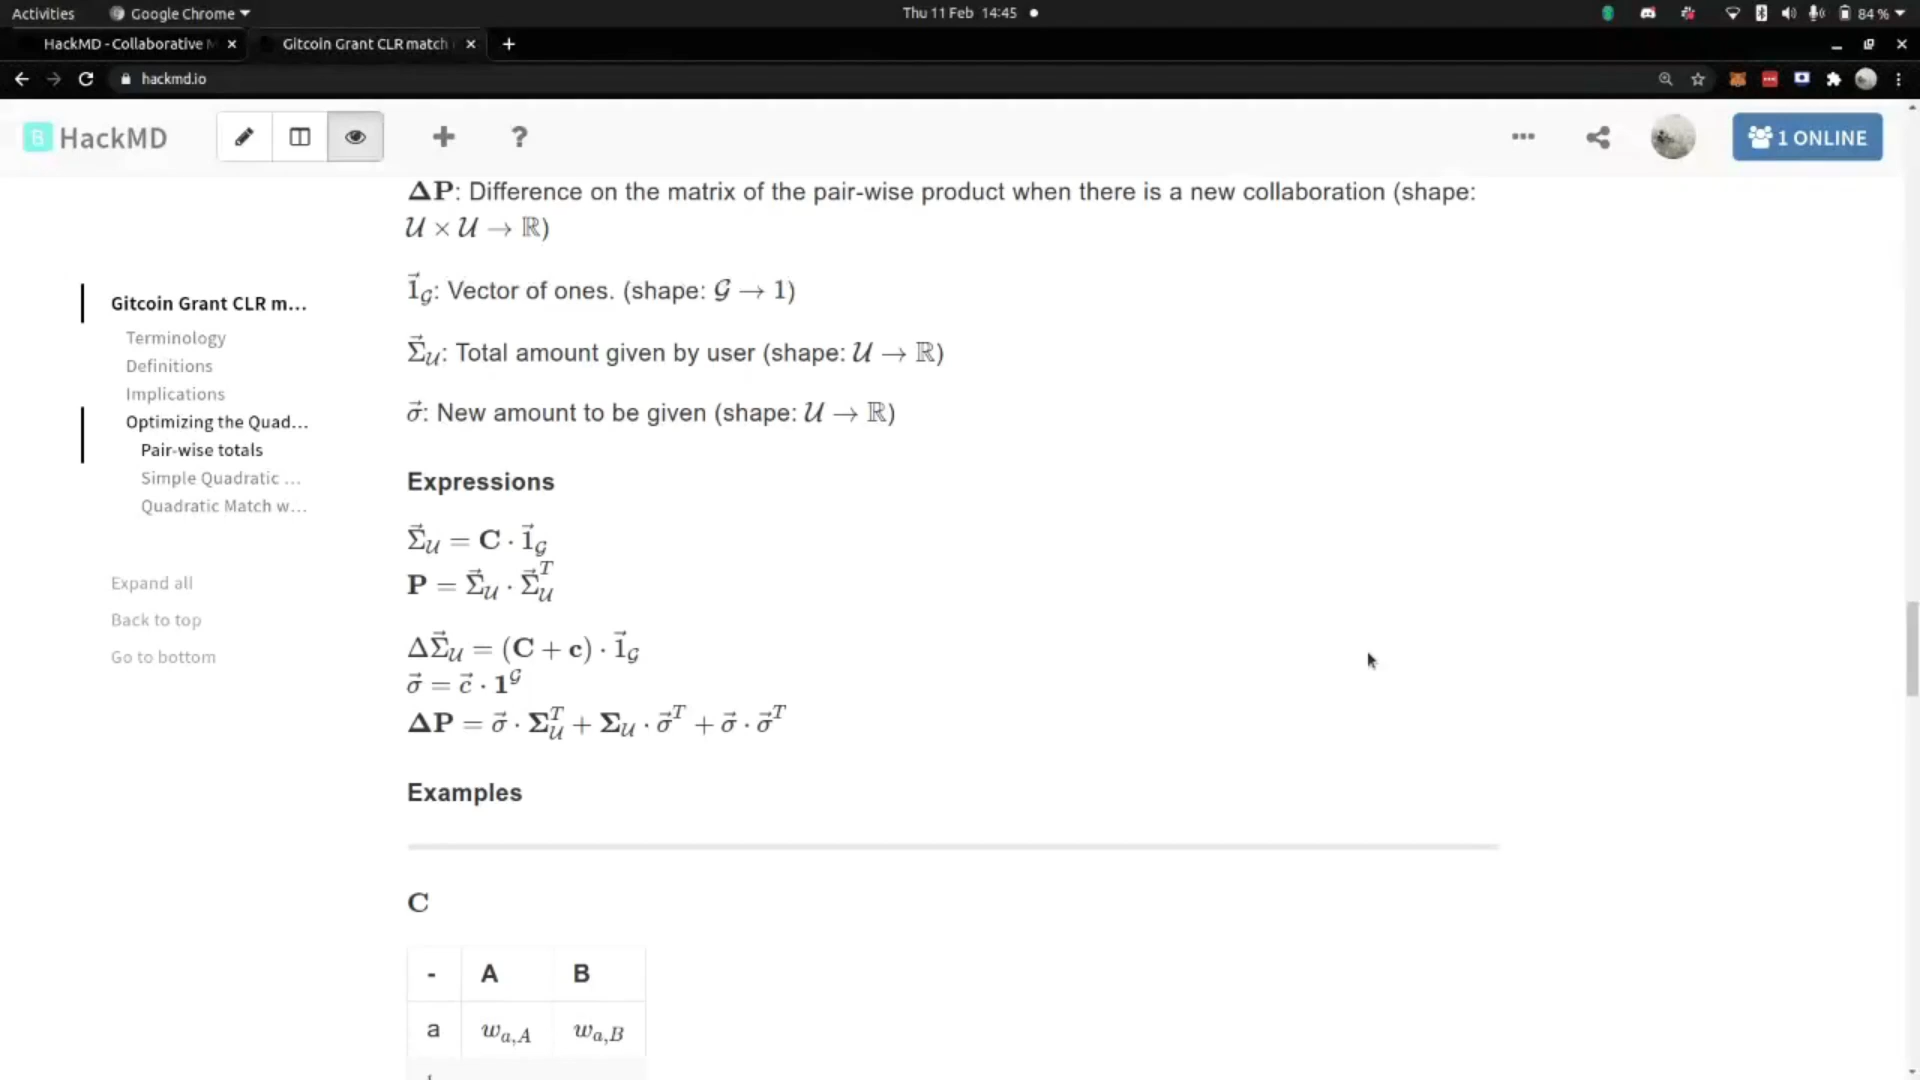 Activities Google Chrome Thu 11 Feb 14:45 84 %
HackMD - Collaborative M Gitcoin Grant CLR match
hackmd.io
HackMD ? 1 ONLINE
ΔP: Difference on the matrix of the pair-wise product when there is a new collaboration (shape:
𝒰 × 𝒰 → ℝ)
1⃗_𝒢: Vector of ones. (shape: 𝒢 → 1)
Σ⃗_𝒰: Total amount given by user (shape: 𝒰 → ℝ)
σ⃗: New amount to be given (shape: 𝒰 → ℝ)
Gitcoin Grant CLR m...
Terminology
Definitions
Implications
Optimizing the Quad...
Pair-wise totals
Simple Quadratic ...
Quadratic Match w...
Expand all
Back to top
Go to bottom
Expressions
Σ⃗_𝒰 = C · 1⃗_𝒢
P = Σ⃗_𝒰 · Σ⃗_𝒰^T
ΔΣ⃗_𝒰 = (C + c) · 1⃗_𝒢
σ⃗ = c⃗ · 1^𝒢
ΔP = σ⃗ · Σ_𝒰^T + Σ_𝒰 · σ⃗^T + σ⃗ · σ⃗^T
Examples
C
- A B
a w_{a,A} w_{a,B}